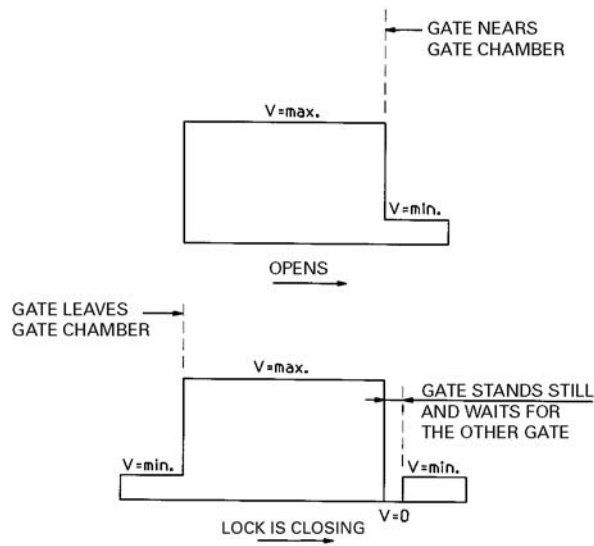 GATE NEARS
GATE CHAMBER
V=max.
V=min.
OPENS
GATE LEAVES
GATE CHAMBER
V=max.
GATE STANDS STILL
AND WAITS FOR
THE OTHER GATE
V=min.
V=min.
V=0
LOCK IS CLOSING